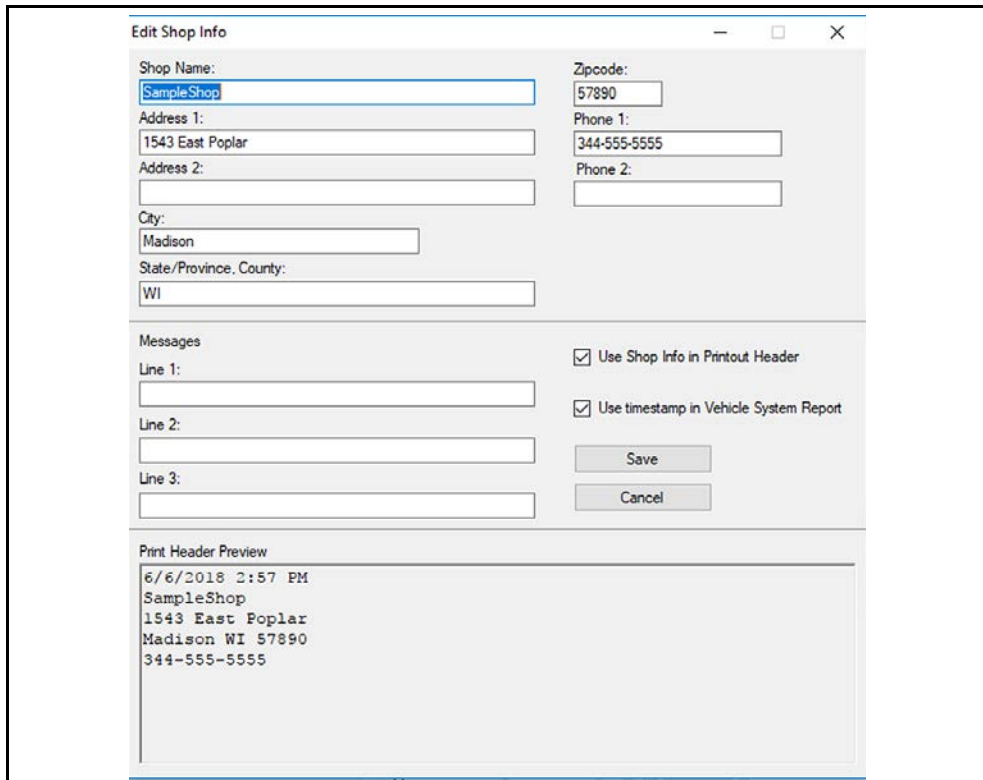 Edit Shop Info
Shop Name:
SampleShop
Address 1:
1543 East Poplar
Address 2:
City:
Madison
State/Province, County:
WI
Zipcode:
57890
Phone 1:
344-555-5555
Phone 2:
Messages
Line 1:
Line 2:
Line 3:
Use Shop Info in Printout Header
Use timestamp in Vehicle System Report
Save
Cancel
Print Header Preview
6/6/2018 2:57 PM
SampleShop
1543 East Poplar
Madison WI 57890
344-555-5555